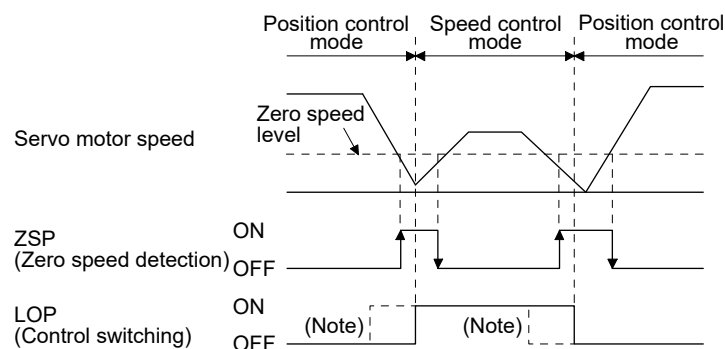 Position control
mode
Speed control
mode
Position control
mode
Zero speed
level
Servo motor speed
ZSP
(Zero speed detection)
ON
OFF
LOP
(Control switching)
ON
OFF
(Note)
(Note)